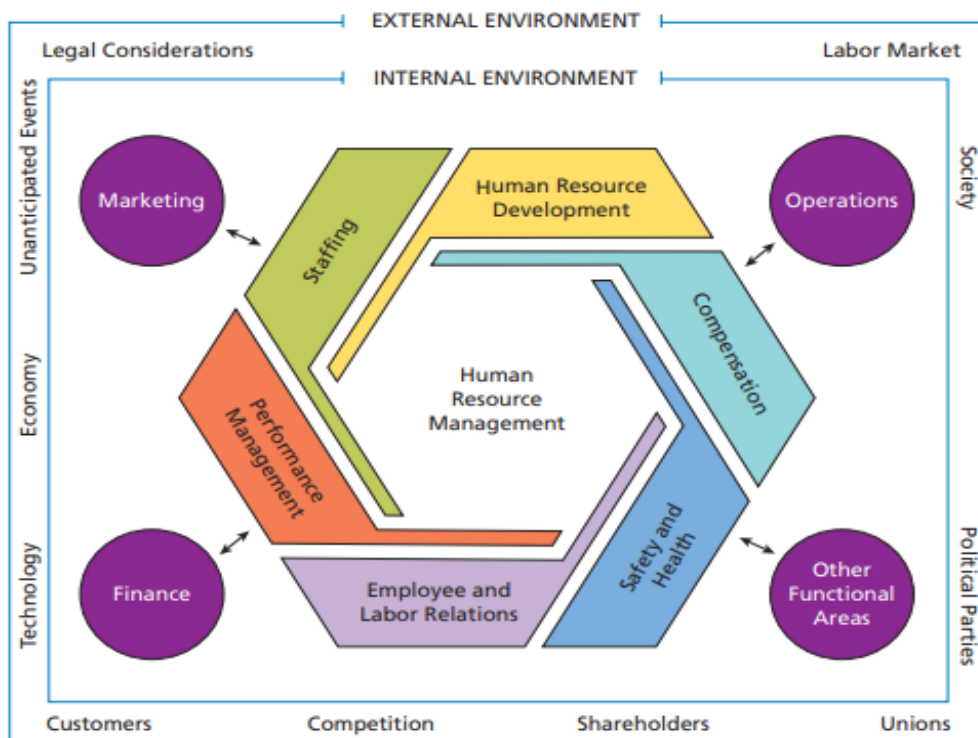 EXTERNAL ENVIRONMENT
Legal Considerations
Labor Market
INTERNAL ENVIRONMENT
Unanticipated Events
Economy
Technology
Marketing
Staffing
Human Resource
Development
Operations
Society
Compensation
Human
Resource
Management
Performance
Management
Finance
Employee and
Labor Relations
Safety and
Health
Other
Functional
Areas
Political Parties
Customers
Competition
Shareholders
Unions